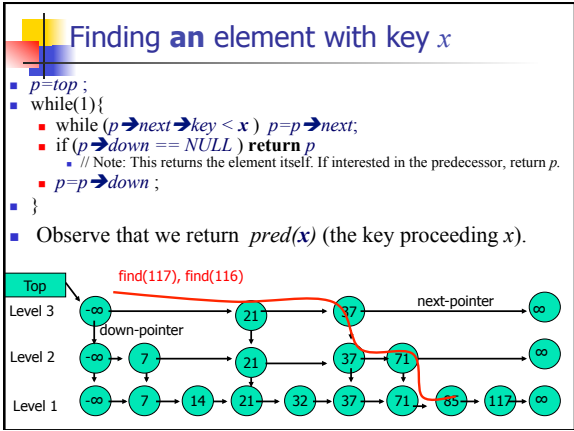 Finding an element with key x
p=top ;
while(1){
while (p➔next➔key < x ) p=p➔next;
if (p➔down == NULL ) return p
// Note: This returns the element itself. If interested in the predecessor, return p.
p=p➔down ;
}
Observe that we return pred(x) (the key proceeding x).
find(117), find(116)
Top
next-pointer
Level 3 -∞ 21 37 ∞
down-pointer
Level 2 -∞ 7 21 37 71 ∞
Level 1 -∞ 7 14 21 32 37 71 85 117 ∞